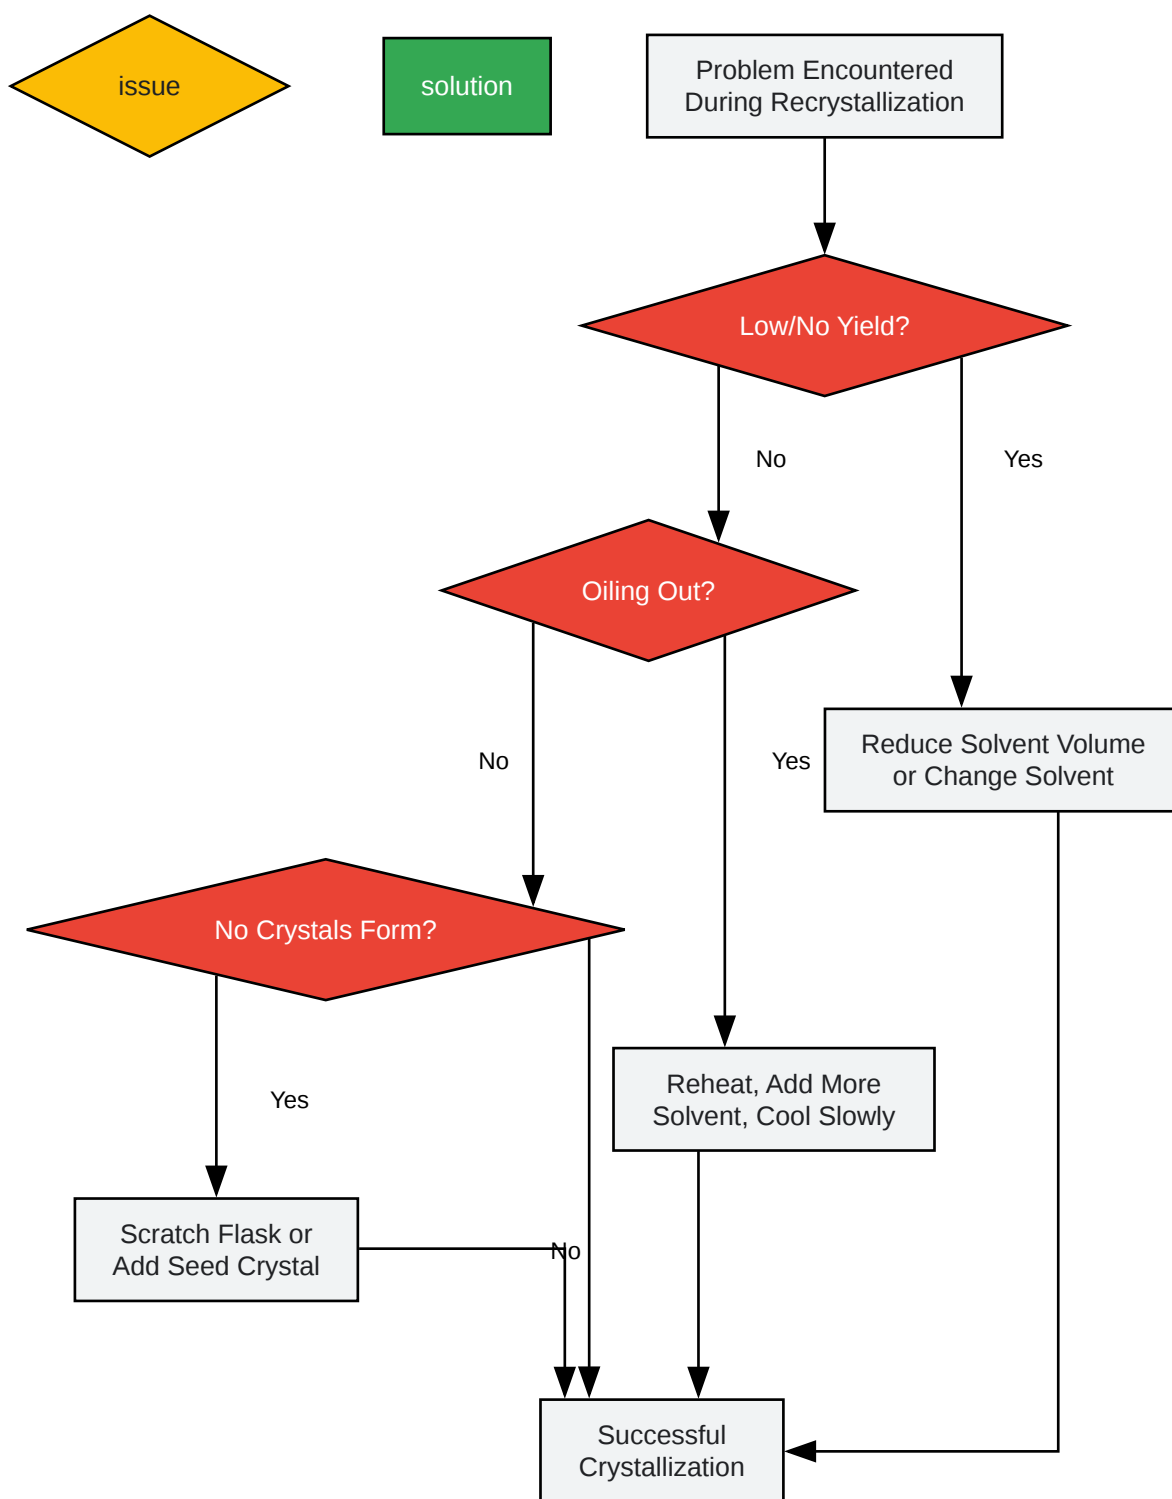 issue
solution
Problem Encountered
During Recrystallization
Low/No Yield?
No
Yes
Oiling Out?
No
Yes
Reduce Solvent Volume
or Change Solvent
No Crystals Form?
Yes
Reheat, Add More
Solvent, Cool Slowly
Scratch Flask or
Add Seed Crystal
No
Successful
Crystallization